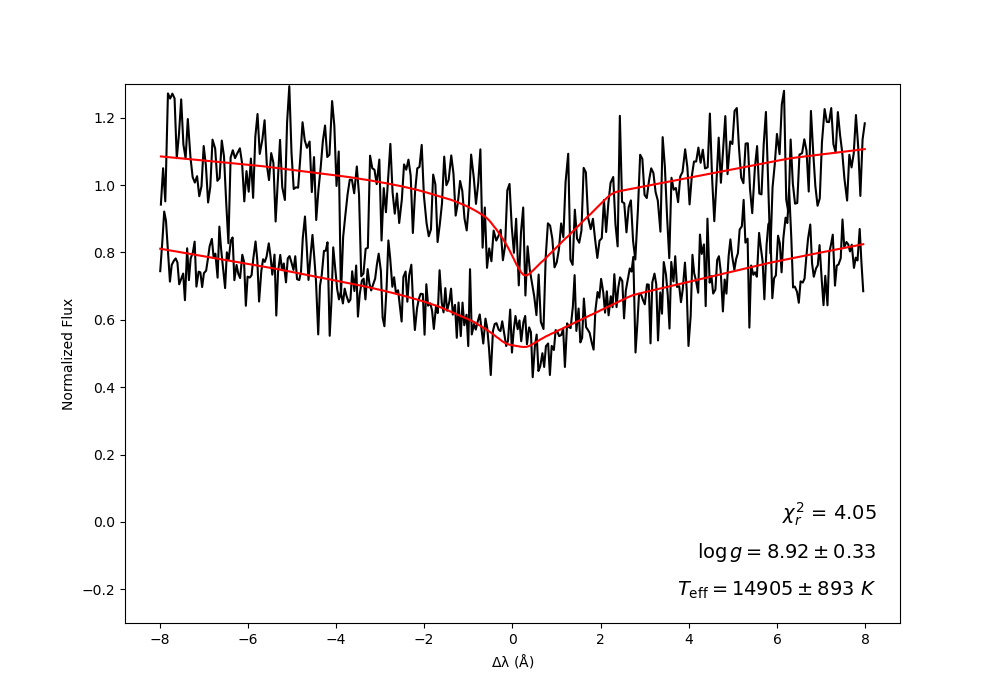 1.2
1.0
0.8
0.6
0.4
0.2
0.0
−0.2
Normalized Flux
χ²ᵣ = 4.05
log g = 8.92 ± 0.33
T_eff = 14905 ± 893 K
−8 −6 −4 −2 0 2 4 6 8
Δλ (Å)